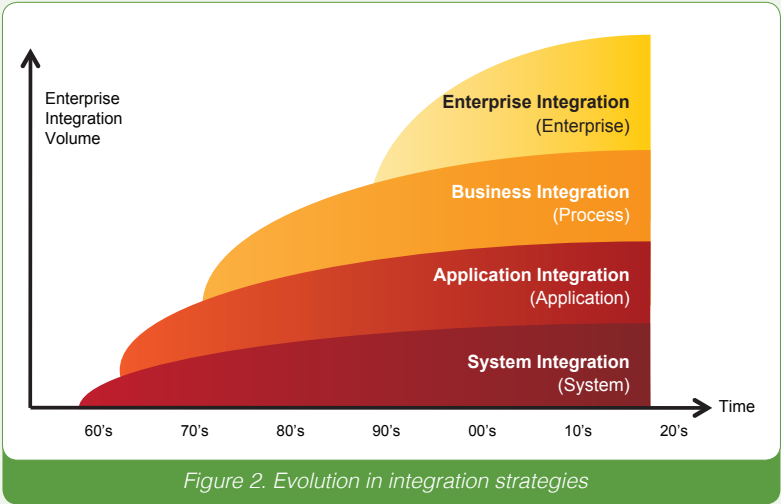 Enterprise
Integration
Volume
Enterprise Integration
(Enterprise)
Business Integration
(Process)
Application Integration
(Application)
System Integration
(System)
Time
60's 70's 80's 90's 00's 10's 20's
Figure 2. Evolution in integration strategies